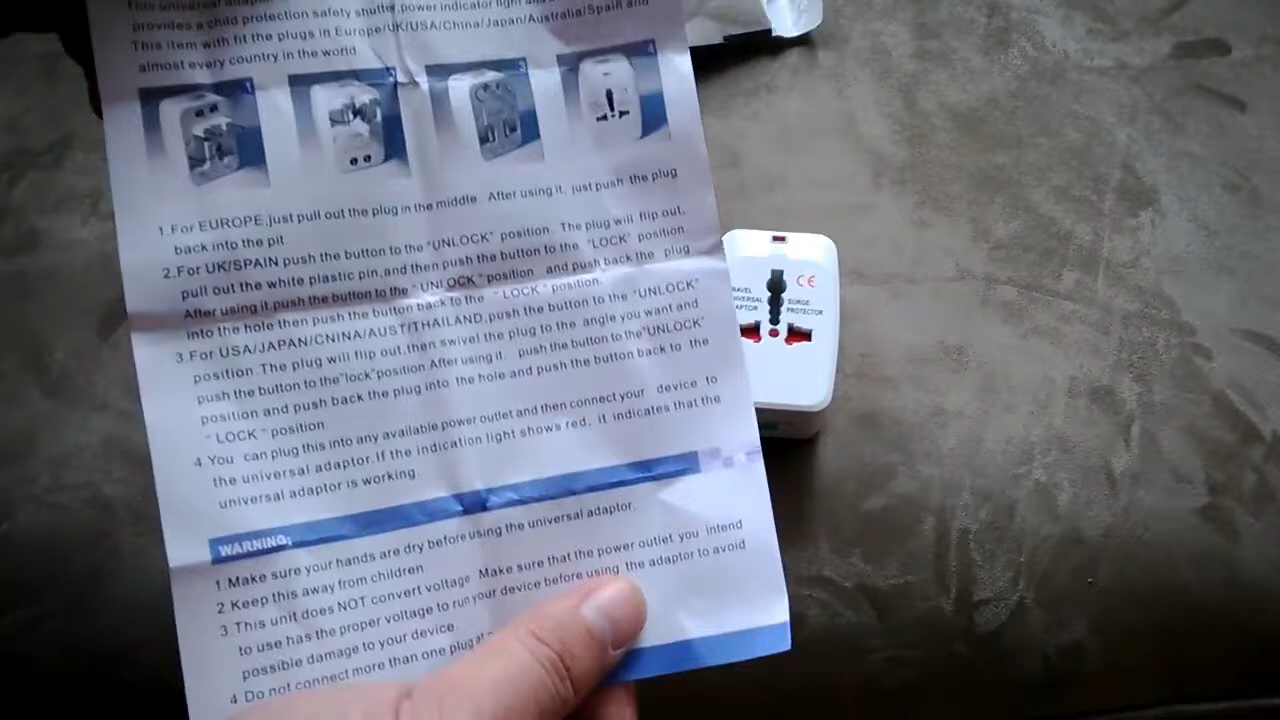 This universal
provides a child protection safety shutter,power indicator light and
This item with fit the plugs in Europe/UK/USA/China/Japan/Australia/Spain and
almost every country in the world.
1 2 3 4
1.For EUROPE,just pull out the plug in the middle. After using it, just push the plug
back into the pit.
2.For UK/SPAIN push the button to the "UNLOCK" position. The plug will flip out,
pull out the white plastic pin,and then push the button to the "LOCK" position.
After using it,push the button to the "UNLOCK" position and push back the plug
into the hole then push the button back to the "LOCK" position.
3 For USA/JAPAN/CNINA/AUST/THAILAND,push the button to the "UNLOCK"
position.The plug will flip out,then swivel the plug to the angle you want and
push the button to the"lock"position.After using it, push the button to the"UNLOCK"
position and push back the plug into the hole and push the button back to the
"LOCK" position
4 You can plug this into any available power outlet and then connect your device to
the universal adaptor.If the indication light shows red, it indicates that the
universal adaptor is working.
WARNING:
1.Make sure your hands are dry before using the universal adaptor.
2 Keep this away from children
3.This unit does NOT convert voltage. Make sure that the power outlet you intend
to use has the proper voltage to run your device before using the adaptor to avoid
possible damage to your device.
4 Do not connect more than one plug at
CE
RAVEL
IVERSAL
APTOR
SURGE
PROTECTOR